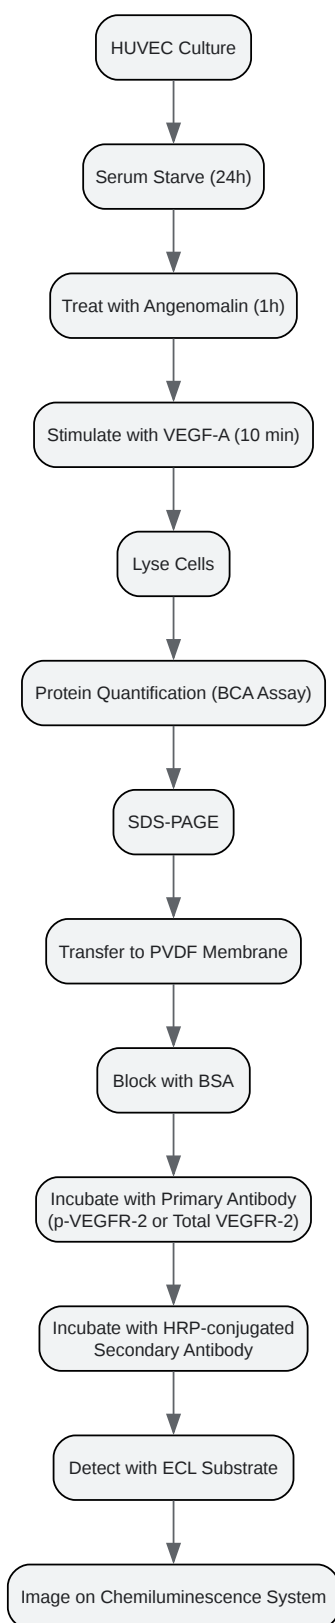 HUVEC Culture
Serum Starve (24h)
Treat with Angenomalin (1h)
Stimulate with VEGF-A (10 min)
Lyse Cells
Protein Quantification (BCA Assay)
SDS-PAGE
Transfer to PVDF Membrane
Block with BSA
Incubate with Primary Antibody
(p-VEGFR-2 or Total VEGFR-2)
Incubate with HRP-conjugated
Secondary Antibody
Detect with ECL Substrate
Image on Chemiluminescence System